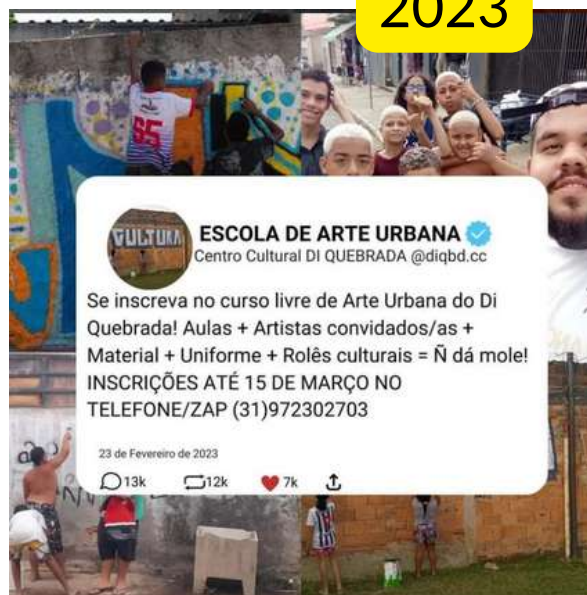 2023
65
CULTURA
ESCOLA DE ARTE URBANA
Centro Cultural DI QUEBRADA @diqbd.cc
Se inscreva no curso livre de Arte Urbana do Di
Quebrada! Aulas + Artistas convidados/as +
Material + Uniforme + Rolês culturais = Ñ dá mole!
INSCRIÇÕES ATÉ 15 DE MARÇO NO
TELEFONE/ZAP (31)972302703
23 de Fevereiro de 2023
13k 12k 7k